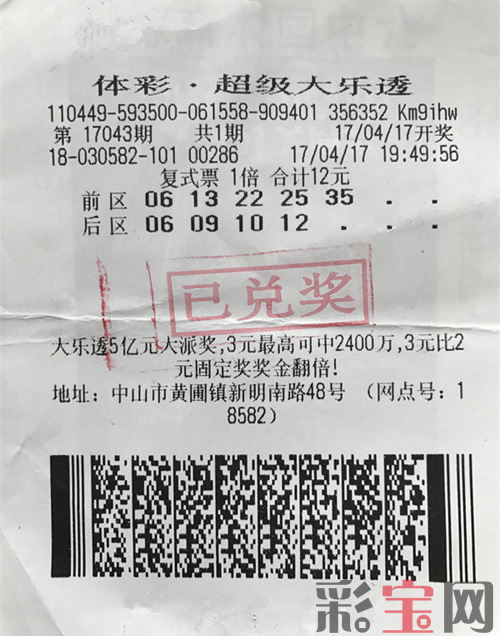 体彩·超级大乐透
110449-593500-061558-909401 356352 Km9ihw
第 17043期 共1期 17/04/17开奖
18-030582-101 00286 17/04/17 19:49:56
复式票 1倍 合计12元
前区 06 13 22 25 35 . . .
后区 06 09 10 12 . . .
已兑奖
大乐透5亿元大派奖,3元最高可中2400万,3元比2
元固定奖奖金翻倍!
地址: 中山市黄圃镇新明南路48号 (网点号:1
8582)
彩宝网